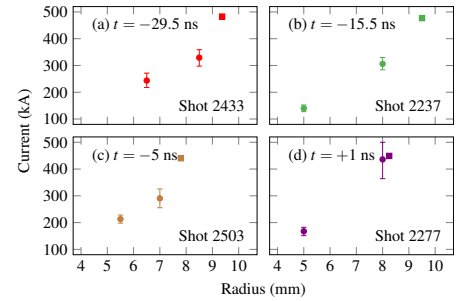 (a) t = −29.5 ns
(b) t = −15.5 ns
500
400
300
200
100
Shot 2433
Shot 2237
Current (kA)
(c) t = −5 ns
(d) t = +1 ns
500
400
300
200
100
Shot 2503
Shot 2277
4 5 6 7 8 9 10
4 5 6 7 8 9 10
Radius (mm)